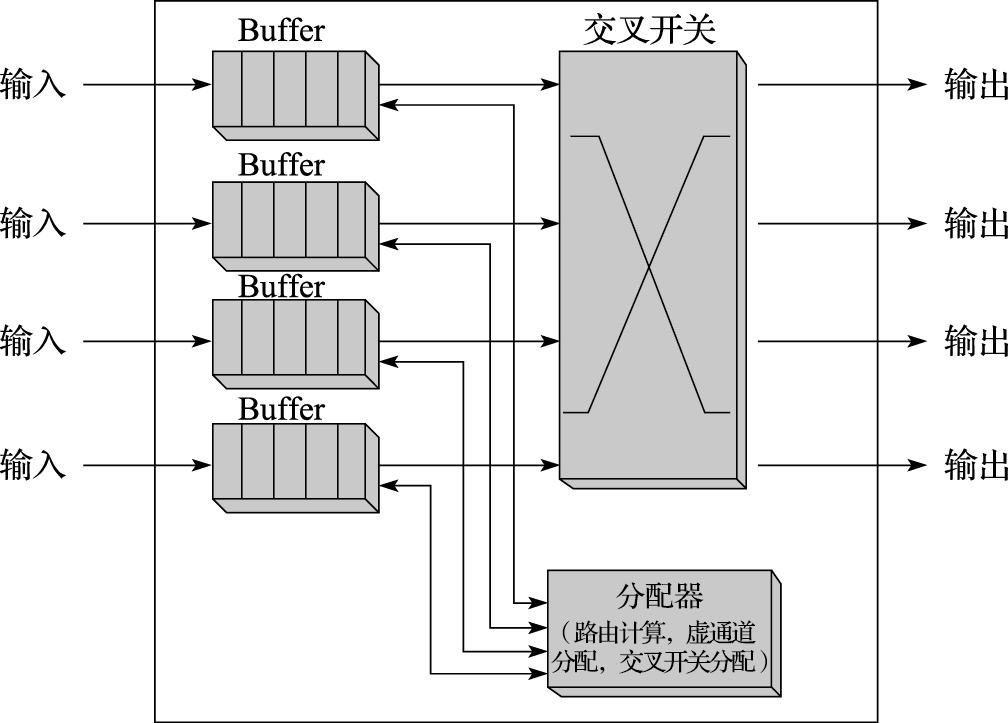 Buffer
交叉开关
输入
输出
Buffer
输入
输出
Buffer
输入
输出
Buffer
输入
输出
分配器
（路由计算，虚通道
分配，交叉开关分配）